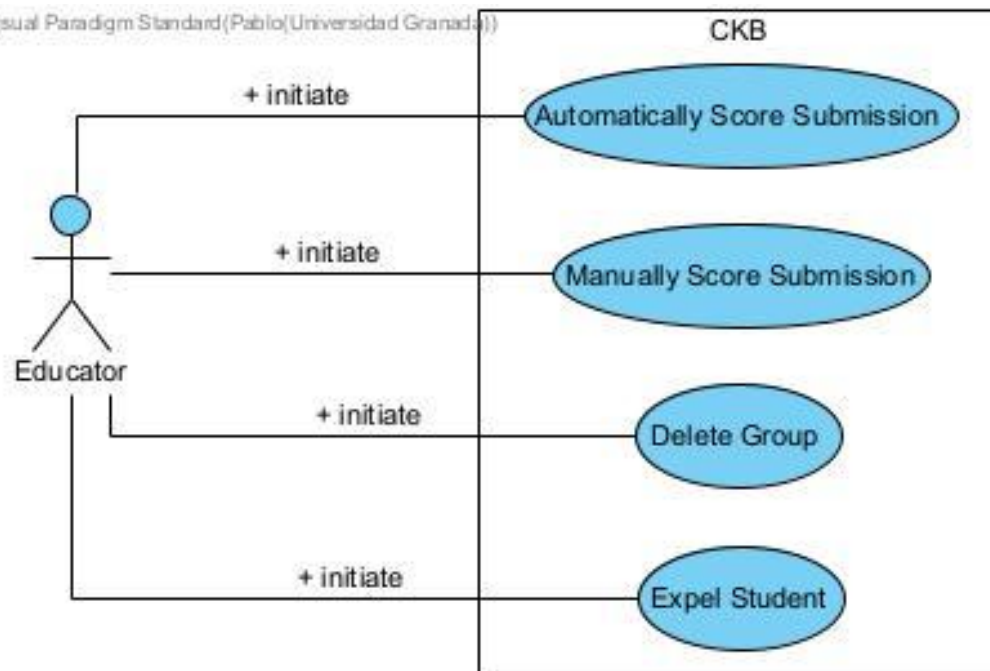 sual Paradigm Standard(Pablo(Universidad Granada))
CKB
+ initiate
Automatically Score Submission
+ initiate
Manually Score Submission
Educator
+ initiate
Delete Group
+ initiate
Expel Student